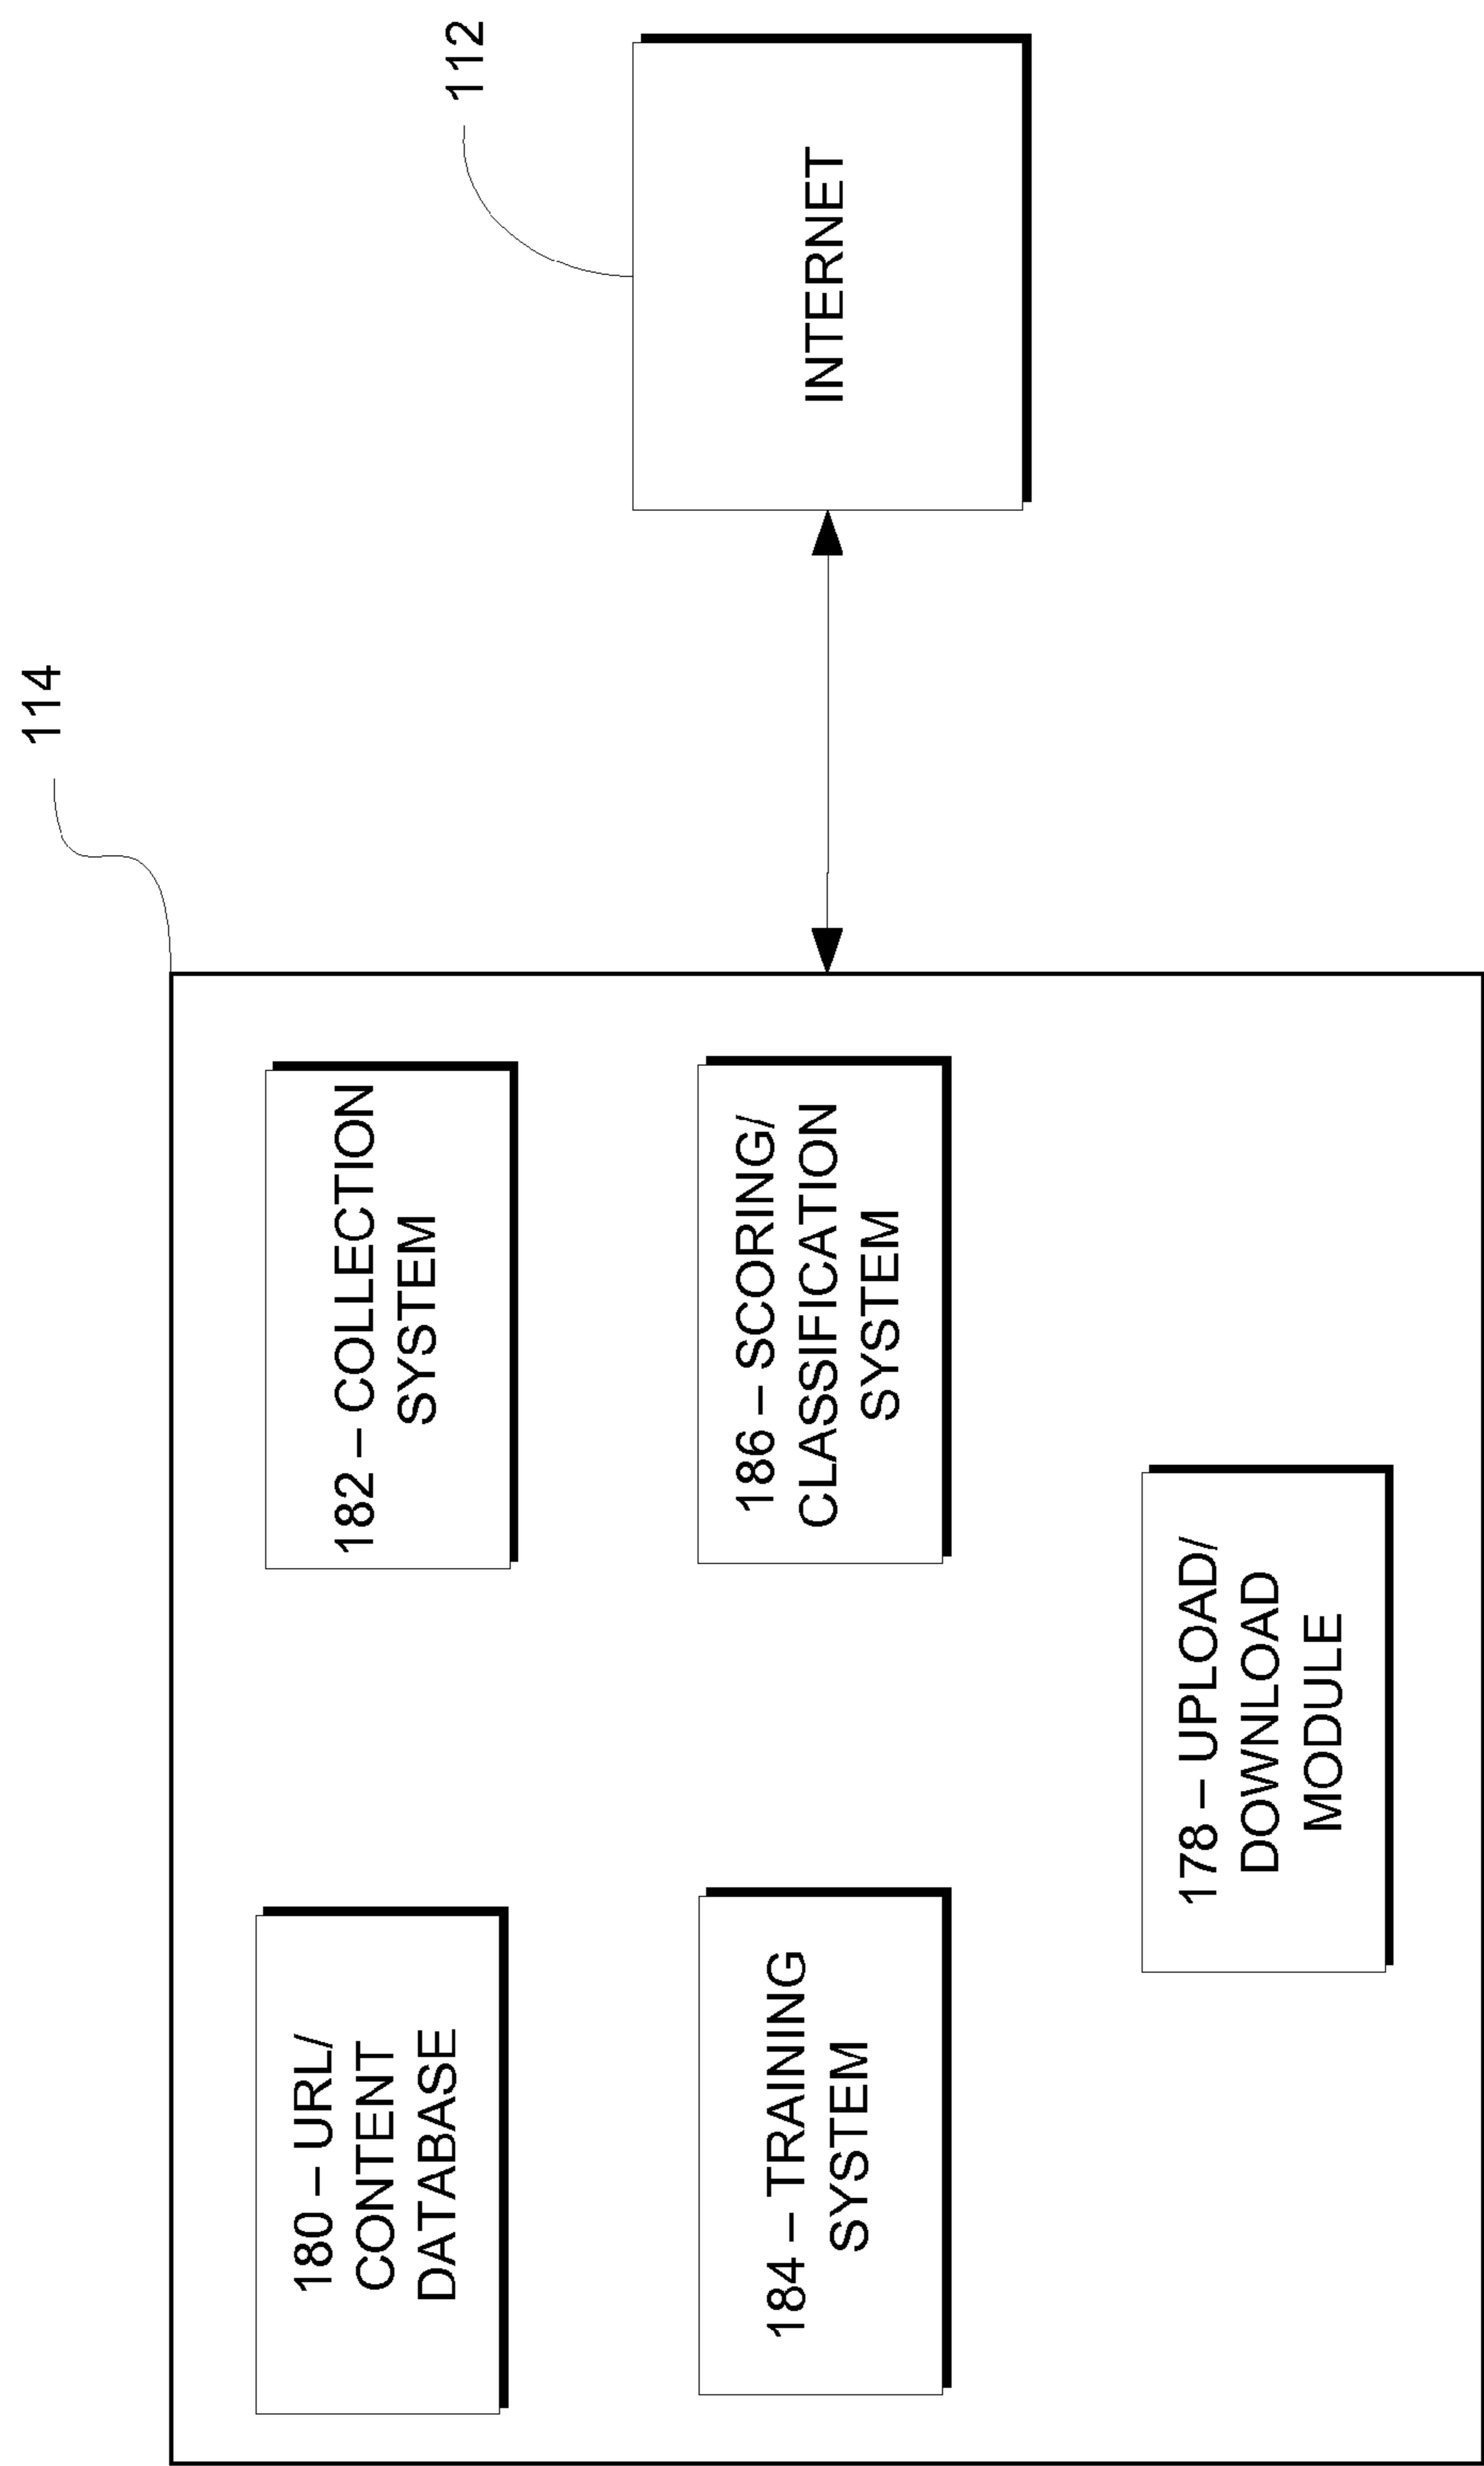 114
112
180 – URL/
CONTENT
DATABASE
182 – COLLECTION
SYSTEM
184 – TRAINING
SYSTEM
186 – SCORING/
CLASSIFICATION
SYSTEM
178 – UPLOAD/
DOWNLOAD
MODULE
INTERNET